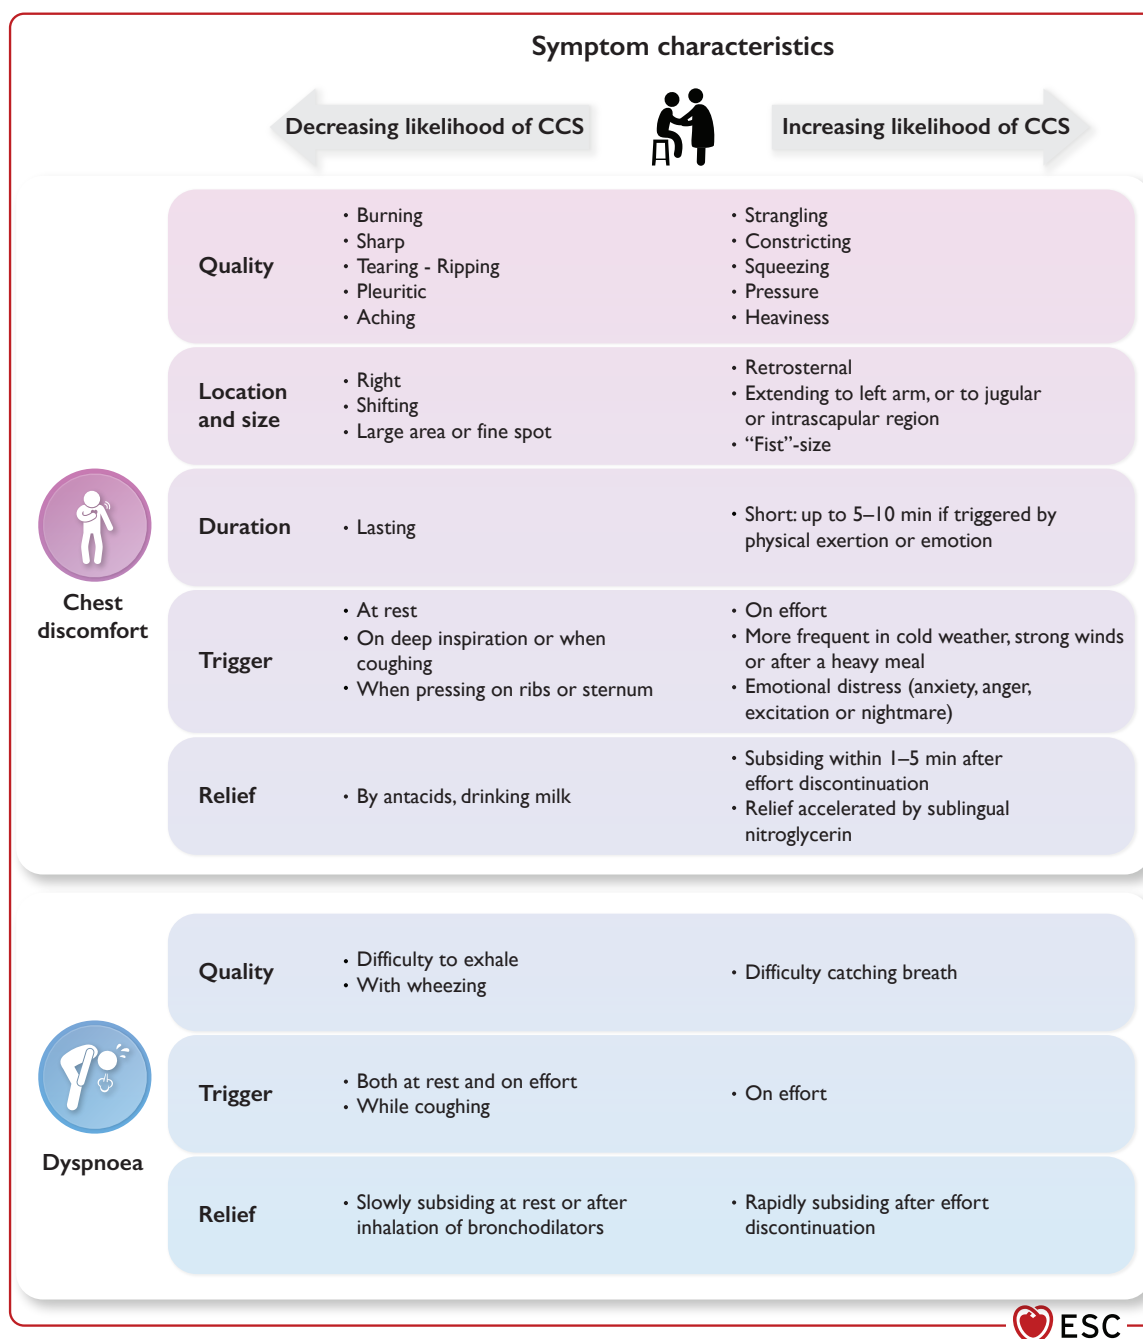 Symptom characteristics
Decreasing likelihood of CCS
Increasing likelihood of CCS
Chest
discomfort
Quality
• Burning
• Sharp
• Tearing - Ripping
• Pleuritic
• Aching
• Strangling
• Constricting
• Squeezing
• Pressure
• Heaviness
Location
and size
• Right
• Shifting
• Large area or fine spot
• Retrosternal
• Extending to left arm, or to jugular
or intrascapular region
• “Fist”-size
Duration
• Lasting
• Short: up to 5–10 min if triggered by
physical exertion or emotion
Trigger
• At rest
• On deep inspiration or when
coughing
• When pressing on ribs or sternum
• On effort
• More frequent in cold weather, strong winds
or after a heavy meal
• Emotional distress (anxiety, anger,
excitation or nightmare)
Relief
• By antacids, drinking milk
• Subsiding within 1–5 min after
effort discontinuation
• Relief accelerated by sublingual
nitroglycerin
Dyspnoea
Quality
• Difficulty to exhale
• With wheezing
• Difficulty catching breath
Trigger
• Both at rest and on effort
• While coughing
• On effort
Relief
• Slowly subsiding at rest or after
inhalation of bronchodilators
• Rapidly subsiding after effort
discontinuation
ESC